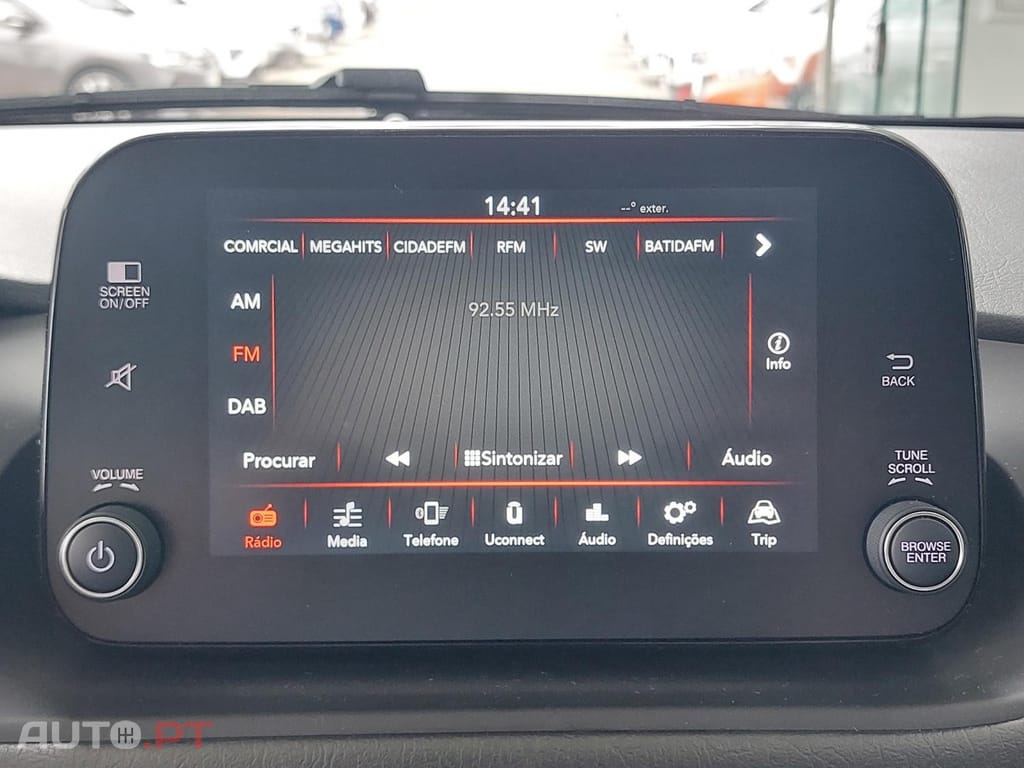 14:41
--° exter.
COMRCIAL MEGAHITS CIDADEFM RFM SW BATIDAFM
SCREEN
ON/OFF
AM
92.55 MHz
FM
Info
BACK
DAB
Procurar
Sintonizar
Áudio
VOLUME
TUNE
SCROLL
Rádio
Media
Telefone
Uconnect
Áudio
Definições
Trip
BROWSE
ENTER
AUTO.PT